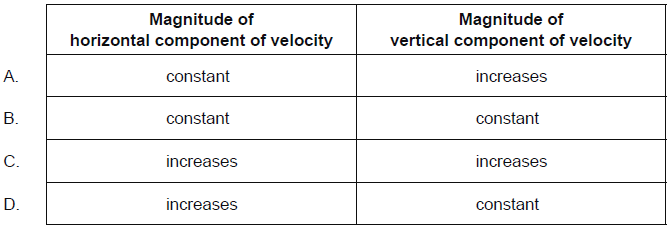 Magnitude of horizontal component of velocity Magnitude of vertical component of velocity
A. constant increases
B. constant constant
C. increases increases
D. increases constant